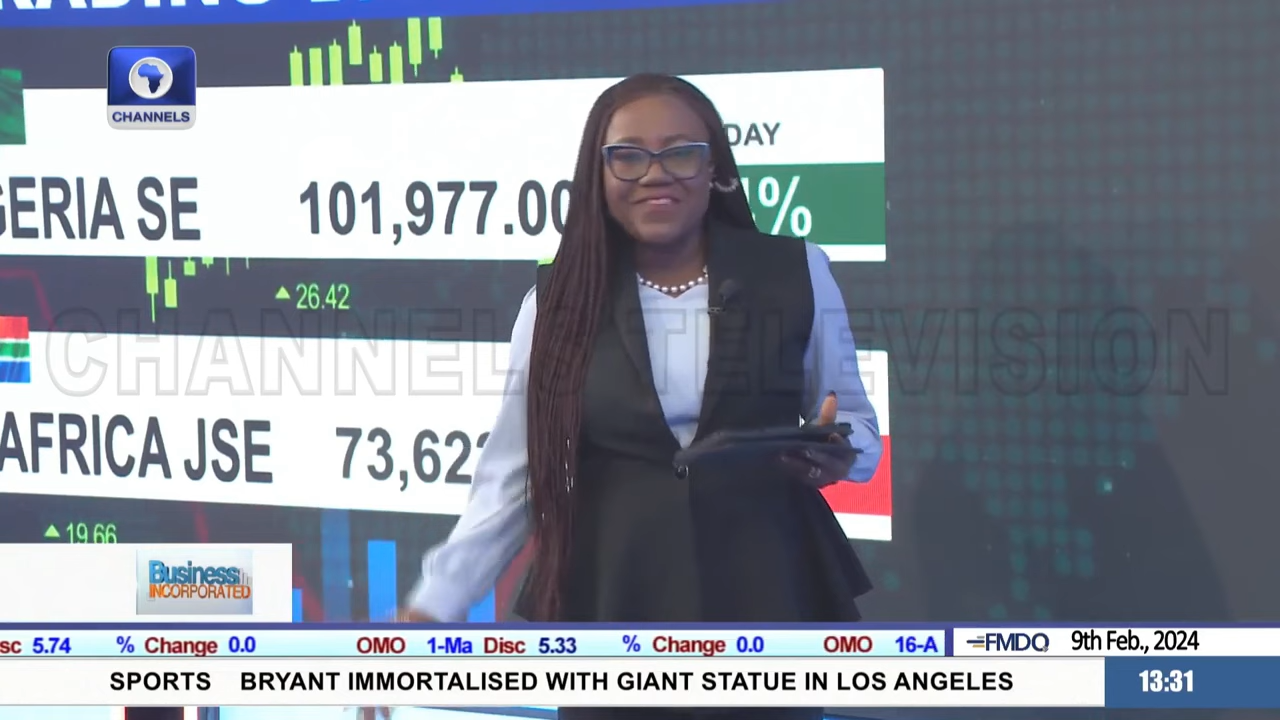 CHANNELS
DAY
GERIA SE 101,977.00 %
26.42
CHANNELS TELEVISION
AFRICA JSE 73,62
19.66
Business
INCORPORATED
sc 5.74 % Change 0.0 OMO 1-Ma Disc 5.33 % Change 0.0 OMO 16-A
FMDQ 9th Feb., 2024
SPORTS BRYANT IMMORTALISED WITH GIANT STATUE IN LOS ANGELES
13:31